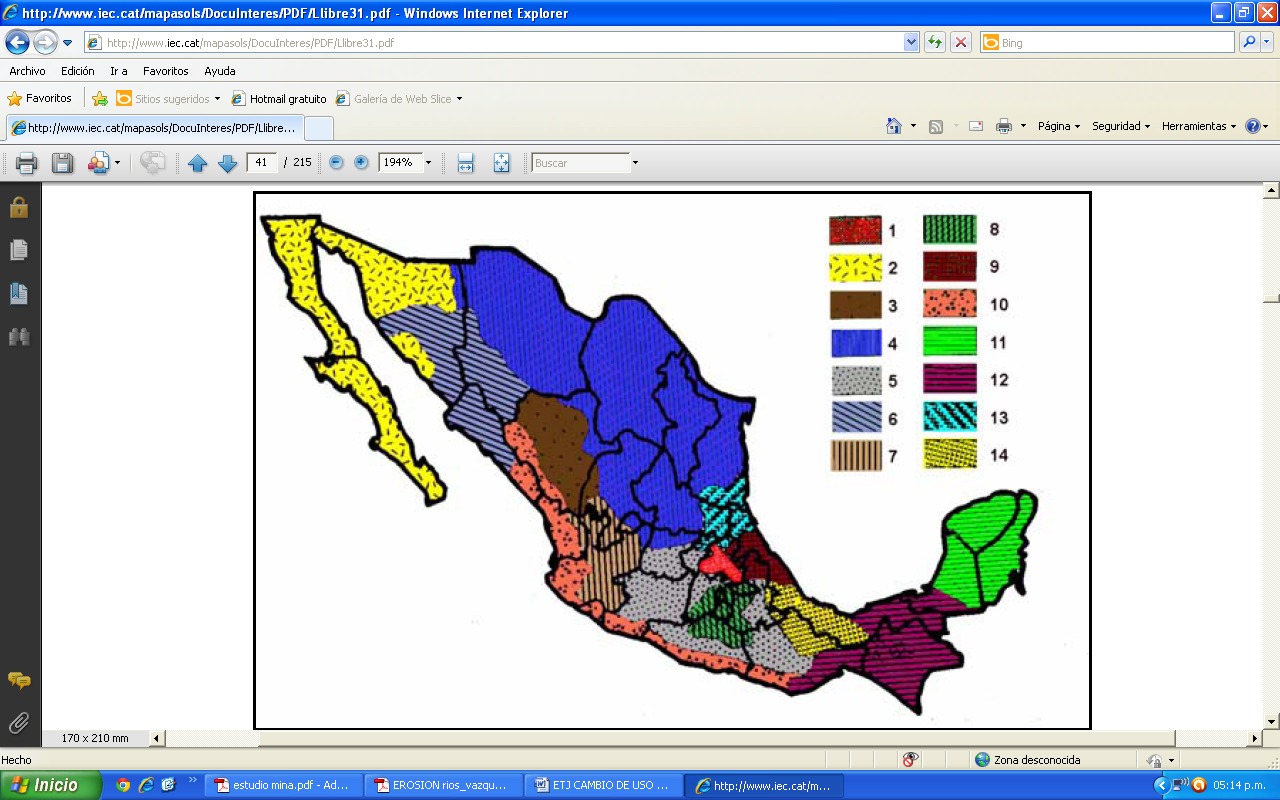 http://www.iec.cat/mapasols/DocuInteres/PDF/Llibre31.pdf - Windows Internet Explorer
http://www.iec.cat/mapasols/DocuInteres/PDF/Llibre31.pdf
Bing
Archivo Edición Ir a Favoritos Ayuda
Favoritos Sitios sugeridos Hotmail gratuito Galería de Web Slice
http://www.iec.cat/mapasols/DocuInteres/PDF/Llibre...
Página Seguridad Herramientas
41 / 215 194% Buscar
1 8
2 9
3 10
4 11
5 12
6 13
7 14
170 x 210 mm
Hecho Zona desconocida
Inicio » estudio mina.pdf - Ad... EROSION rios_vazqu... ETJ CAMBIO DE USO ... http://www.iec.cat/m... 05:14 p.m.